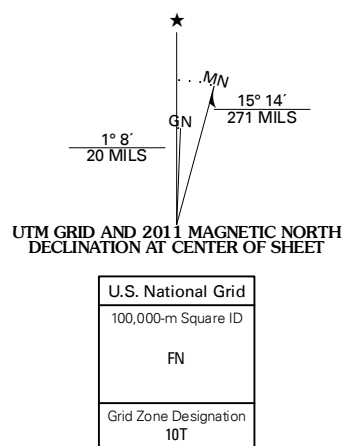 MN
15° 14´
271 MILS
GN
1° 8´
20 MILS
UTM GRID AND 2011 MAGNETIC NORTH
DECLINATION AT CENTER OF SHEET
U.S. National Grid
100,000-m Square ID
FN
Grid Zone Designation
10T